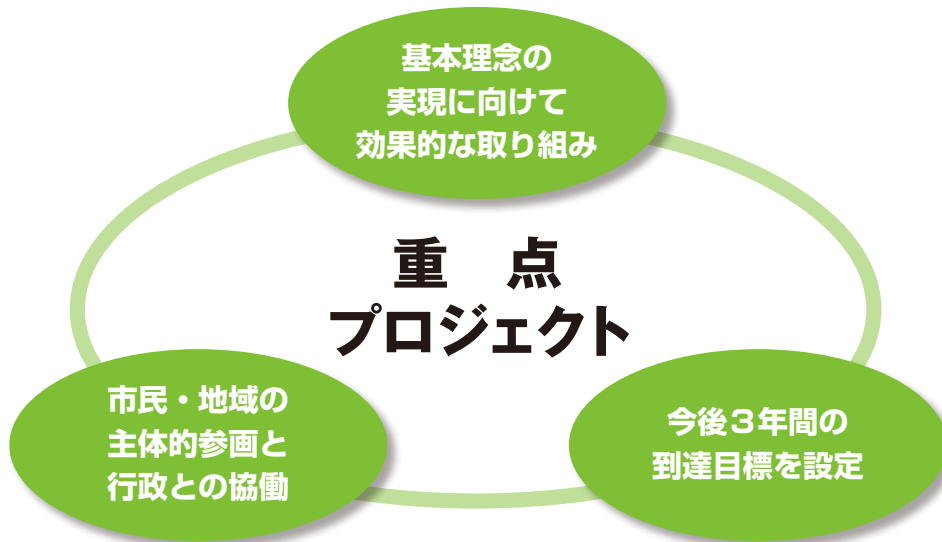 基本理念の
実現に向けて
効果的な取り組み
重　点
プロジェクト
市民・地域の
主体的参画と
行政との協働
今後３年間の
到達目標を設定